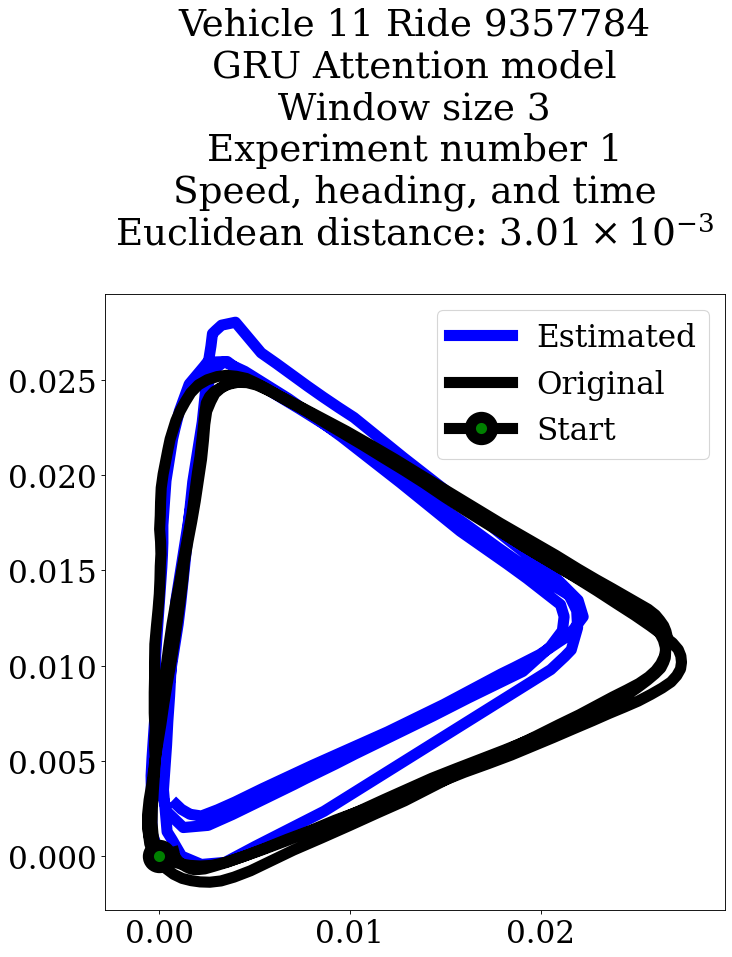 Vehicle 11 Ride 9357784
GRU Attention model
Window size 3
Experiment number 1
Speed, heading, and time
Euclidean distance: 3.01 × 10⁻³
Estimated
Original
Start
0.025
0.020
0.015
0.010
0.005
0.000
0.00 0.01 0.02